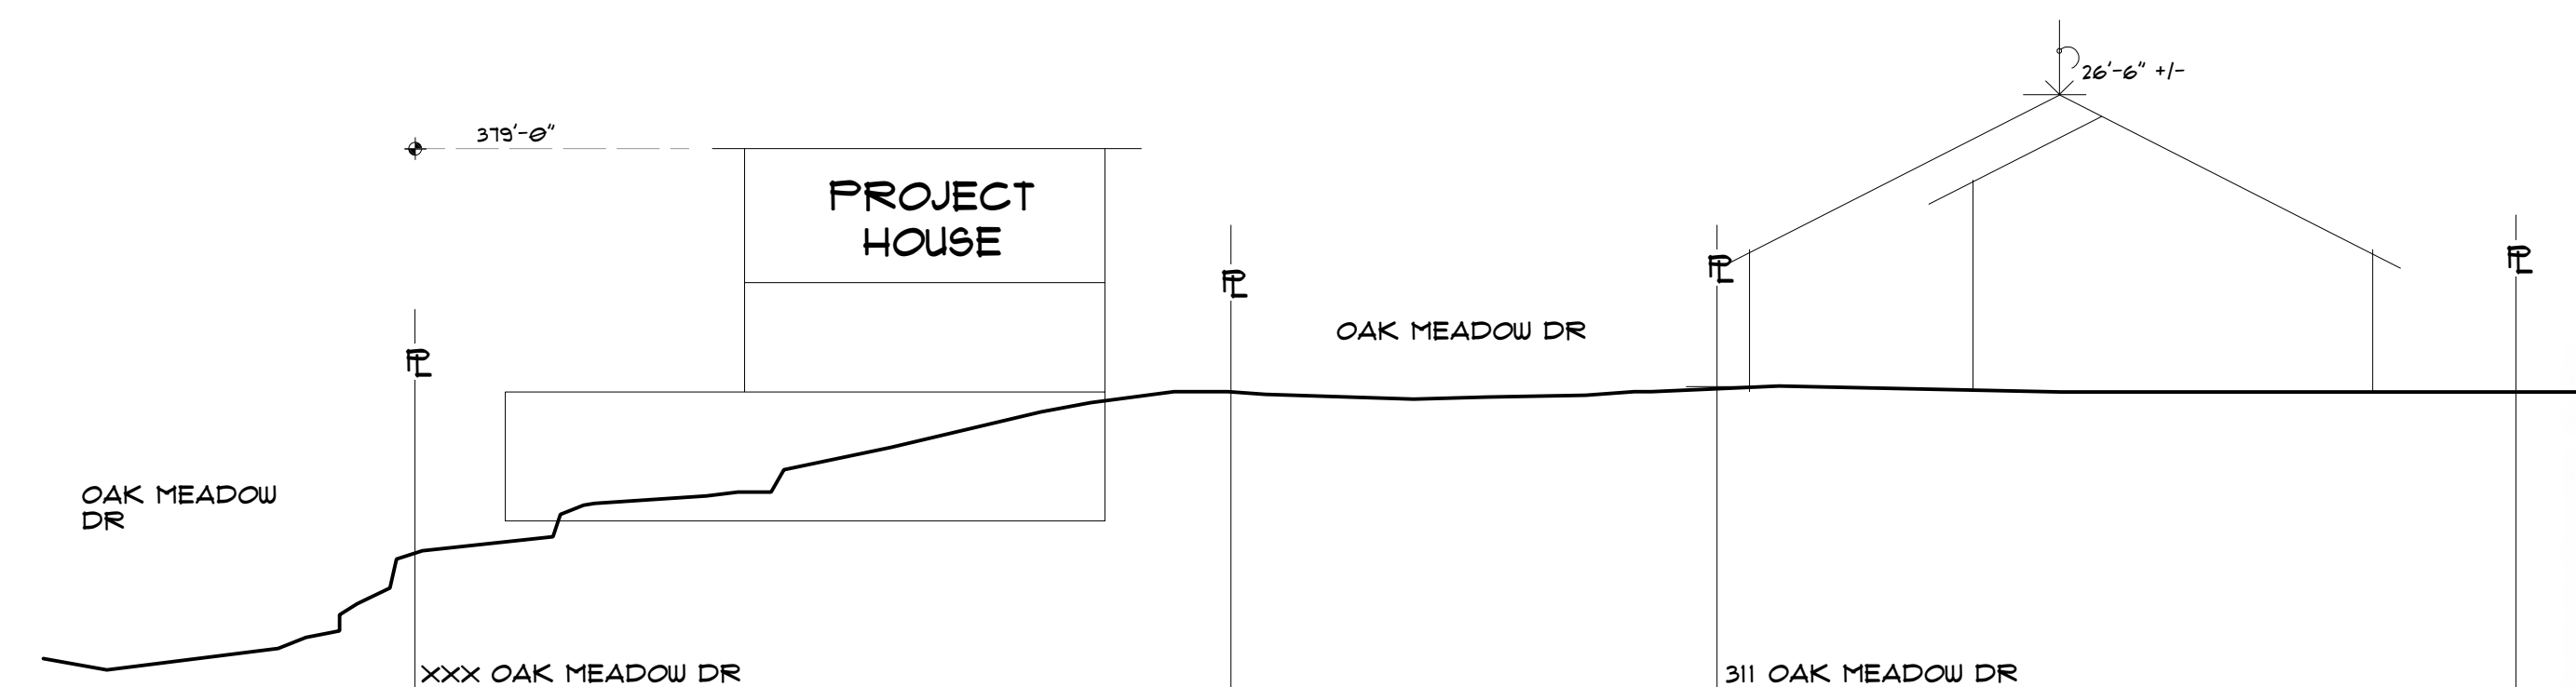 26'-6" +/-
379'-0"
PROJECT
HOUSE
PL
PL
PL
PL
OAK MEADOW DR
OAK MEADOW
DR
XXX OAK MEADOW DR
311 OAK MEADOW DR